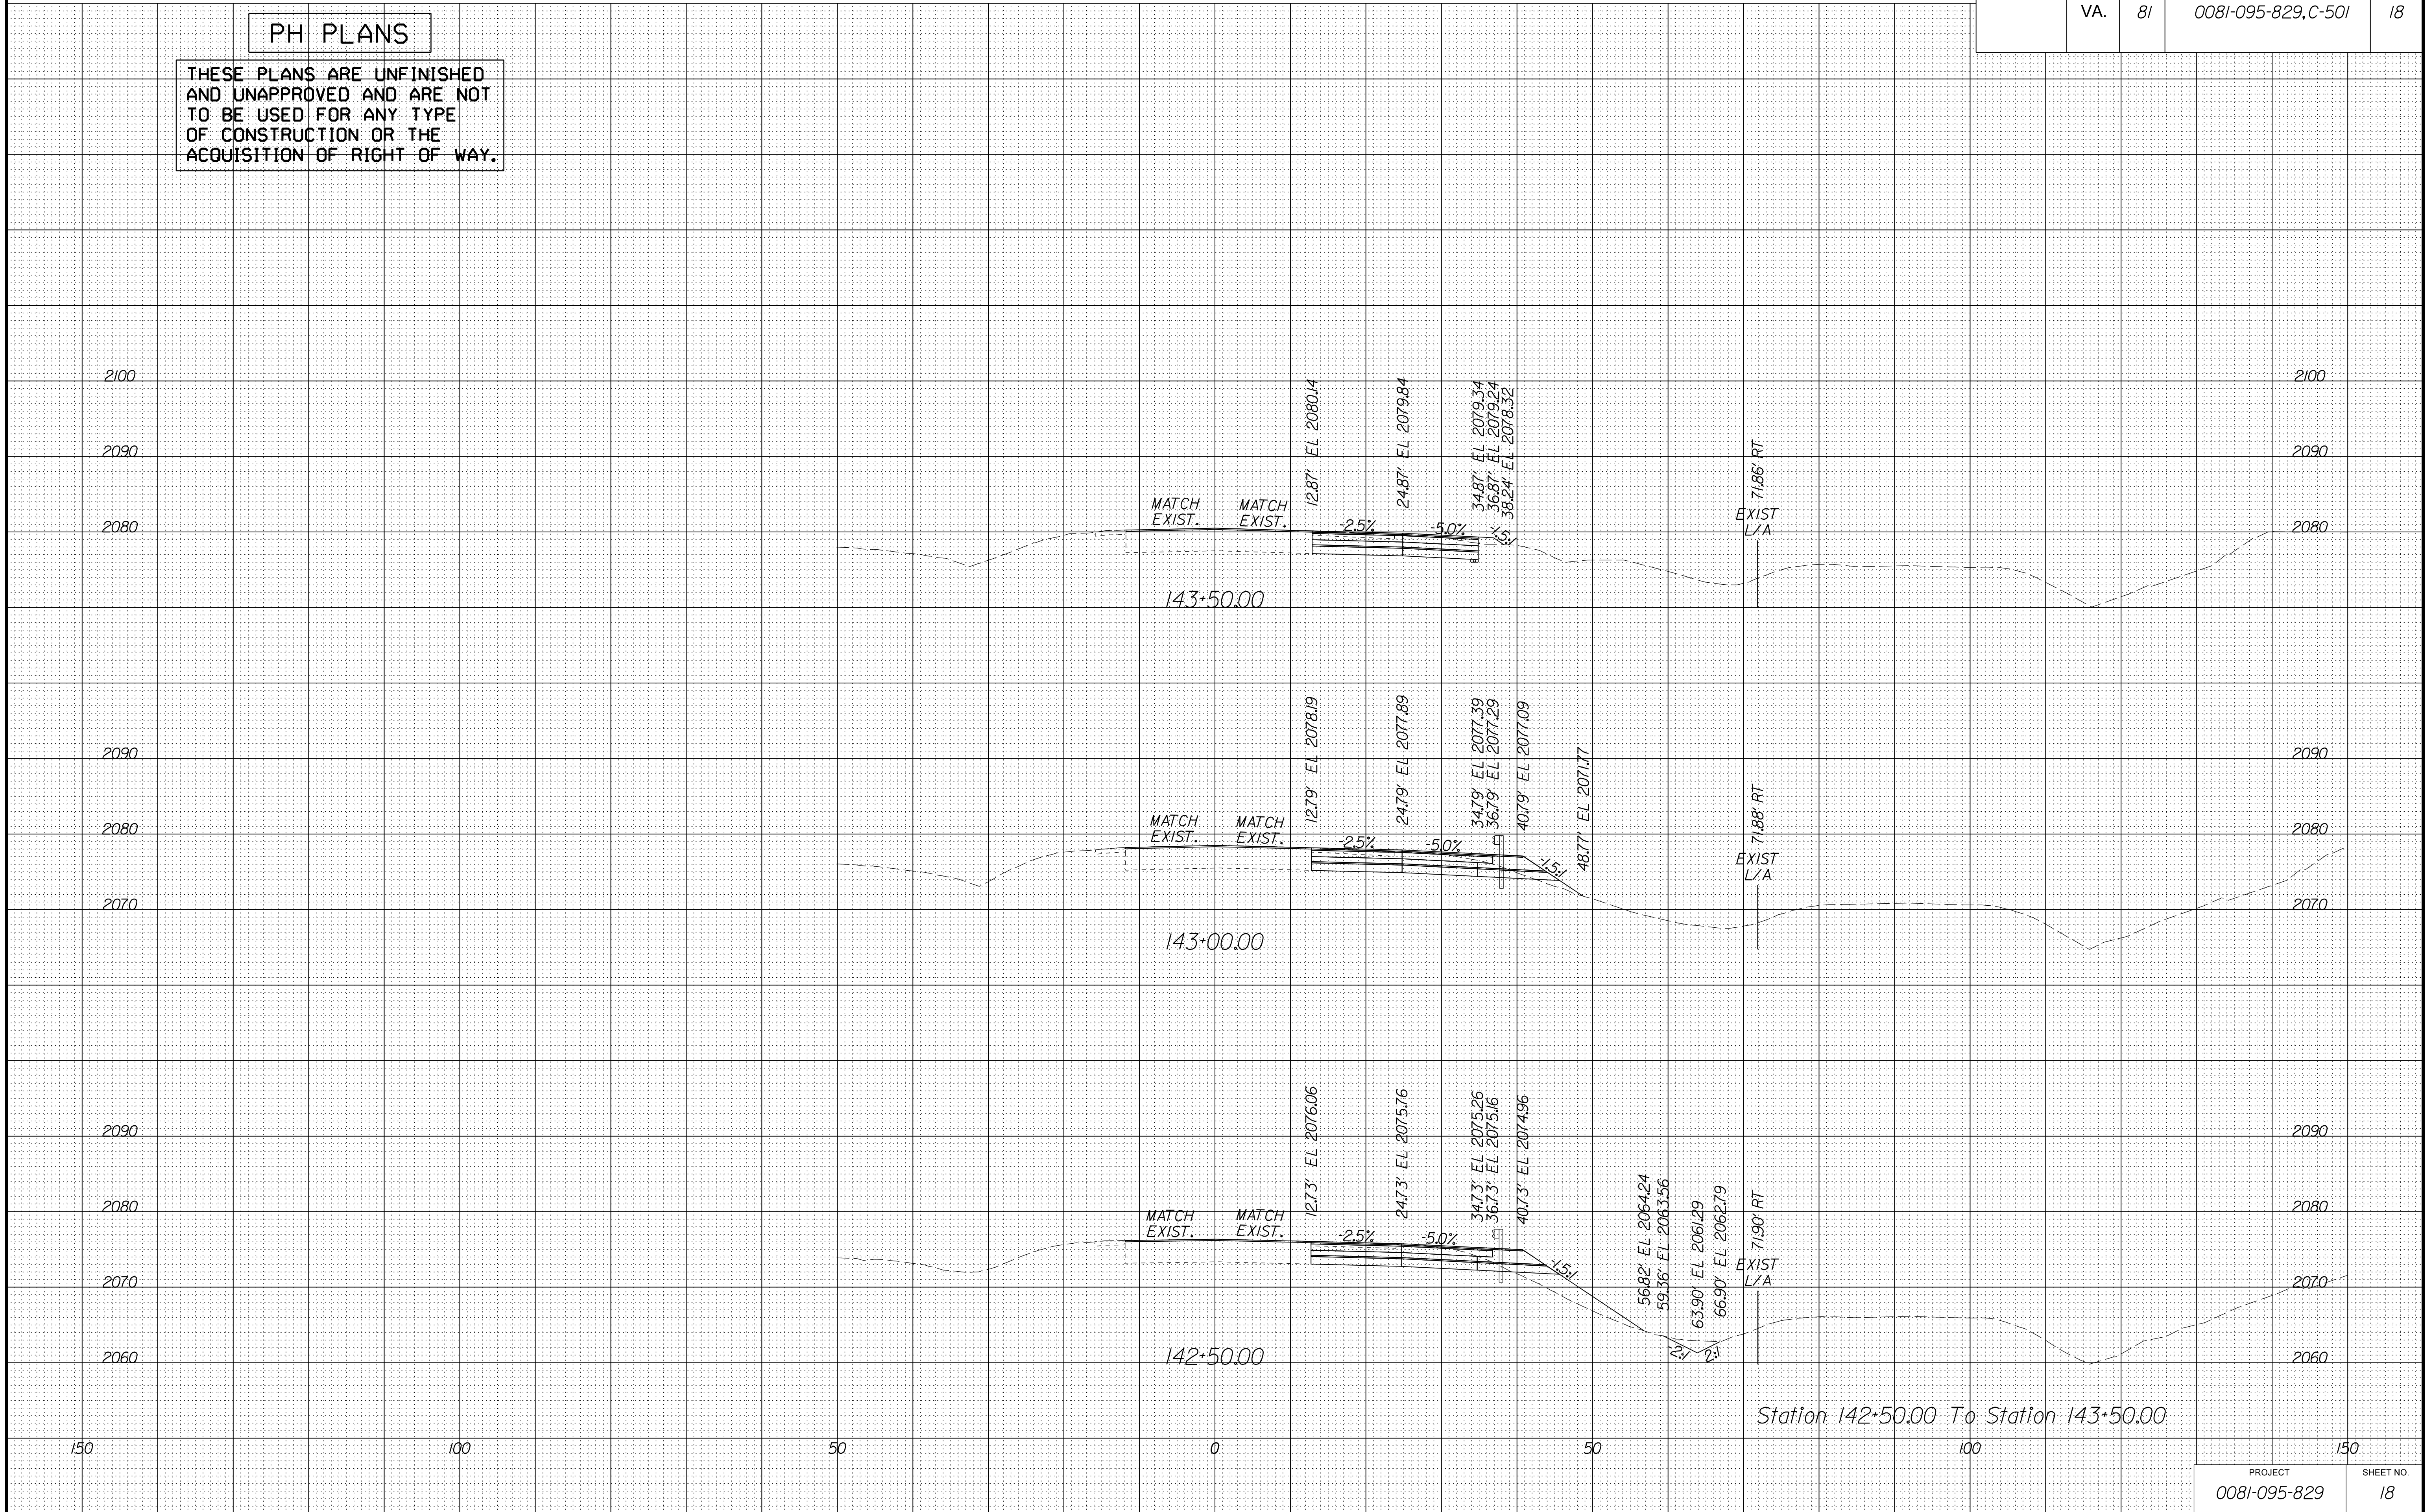 PH PLANS
THESE PLANS ARE UNFINISHED
AND UNAPPROVED AND ARE NOT
TO BE USED FOR ANY TYPE
OF CONSTRUCTION OR THE
ACQUISITION OF RIGHT OF WAY.
VA. 81 0081-095-829, C-501 18
2100 2100
2090 2090
2080 2080
12.87' EL 2080.14
24.87' EL 2079.84
34.87' EL 2079.34
36.87' EL 2079.24
38.24' EL 2078.32
71.86' RT
EXIST
L/A
MATCH
EXIST.
MATCH
EXIST.
-2.5%
-5.0%
-1.5:1
143+50.00
2090 2090
2080 2080
2070 2070
12.79' EL 2078.19
24.79' EL 2077.89
34.79' EL 2077.39
36.79' EL 2077.29
40.79' EL 2077.09
48.77' EL 2071.77
71.88' RT
EXIST
L/A
MATCH
EXIST.
MATCH
EXIST.
-2.5%
-5.0%
-1.5:1
143+00.00
2090 2090
2080 2080
2070 2070
2060 2060
12.73' EL 2076.06
24.73' EL 2075.76
34.73' EL 2075.26
36.73' EL 2075.16
40.73' EL 2074.96
56.82' EL 2064.24
59.36' EL 2063.56
63.90' EL 2061.29
66.90' EL 2062.79
71.90' RT
EXIST
L/A
MATCH
EXIST.
MATCH
EXIST.
-2.5%
-5.0%
-1.5:1
-2:1
2:1
142+50.00
Station 142+50.00 To Station 143+50.00
150 100 50 0 50 100 150
PROJECT
0081-095-829
SHEET NO.
18